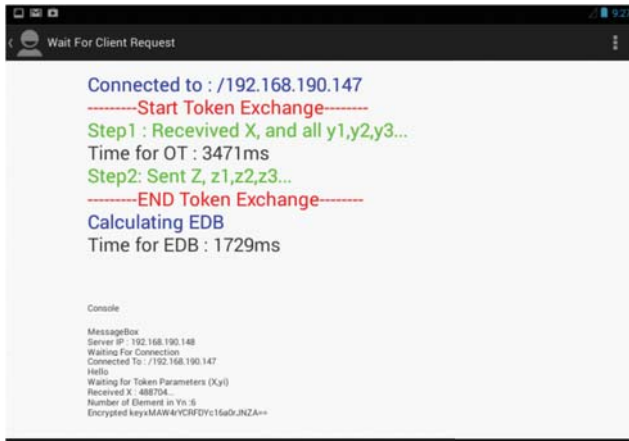 9:27
Wait For Client Request
Connected to : /192.168.190.147
---------Start Token Exchange--------
Step1 : Recevived X, and all y1,y2,y3...
Time for OT : 3471ms
Step2: Sent Z, z1,z2,z3...
---------END Token Exchange--------
Calculating EDB
Time for EDB : 1729ms
Console
MessageBox
Server IP : 192.168.190.148
Waiting For Connection
Connected To : /192.168.190.147
Hello
Waiting for Token Parameters (X,yi)
Received X : 488704...
Number of Element in Yn :6
Encrypted keyxMAW4rYCRFDYc16a0rJNZA==